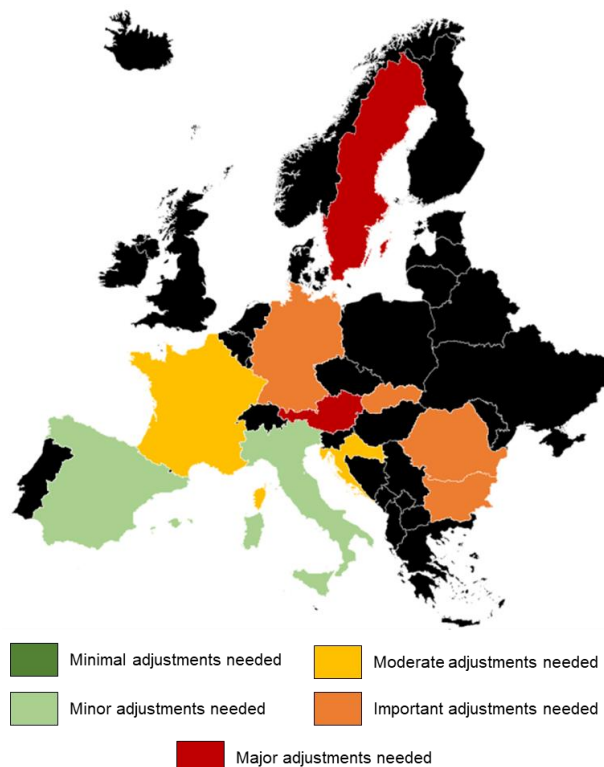 Minimal adjustments needed
Moderate adjustments needed
Minor adjustments needed
Important adjustments needed
Major adjustments needed